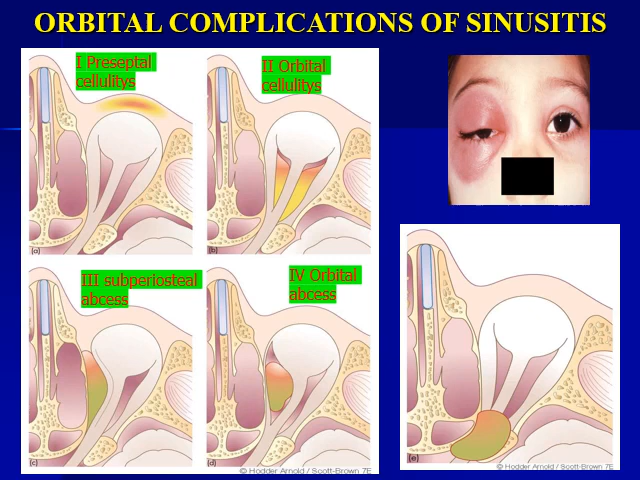 ORBITAL COMPLICATIONS OF SINUSITIS
I Preseptal
cellulitys
II Orbital
cellulitys
(a)
(b)
III subperiosteal
abcess
IV Orbital
abcess
(c)
(d)
© Hodder Arnold / Scott-Brown 7E
(e)
© Hodder Arnold / Scott-Brown 7E